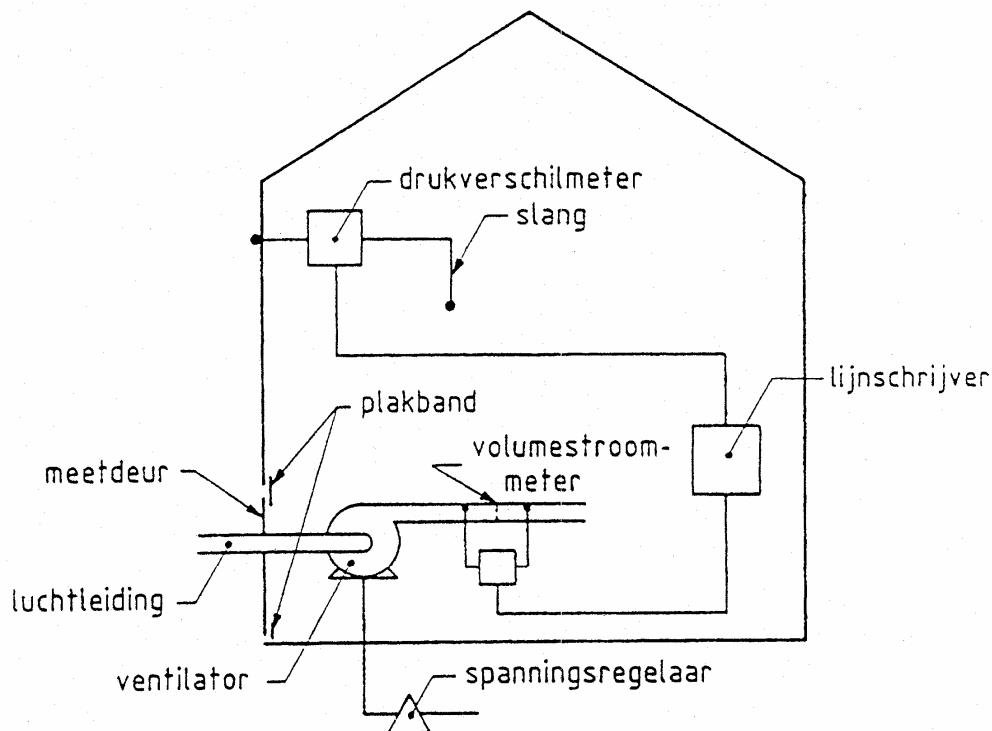 drukverschilmeter
slang
lijnschrijver
plakband
volumestroom-
meter
meetdeur
luchtleiding
ventilator
spanningsregelaar